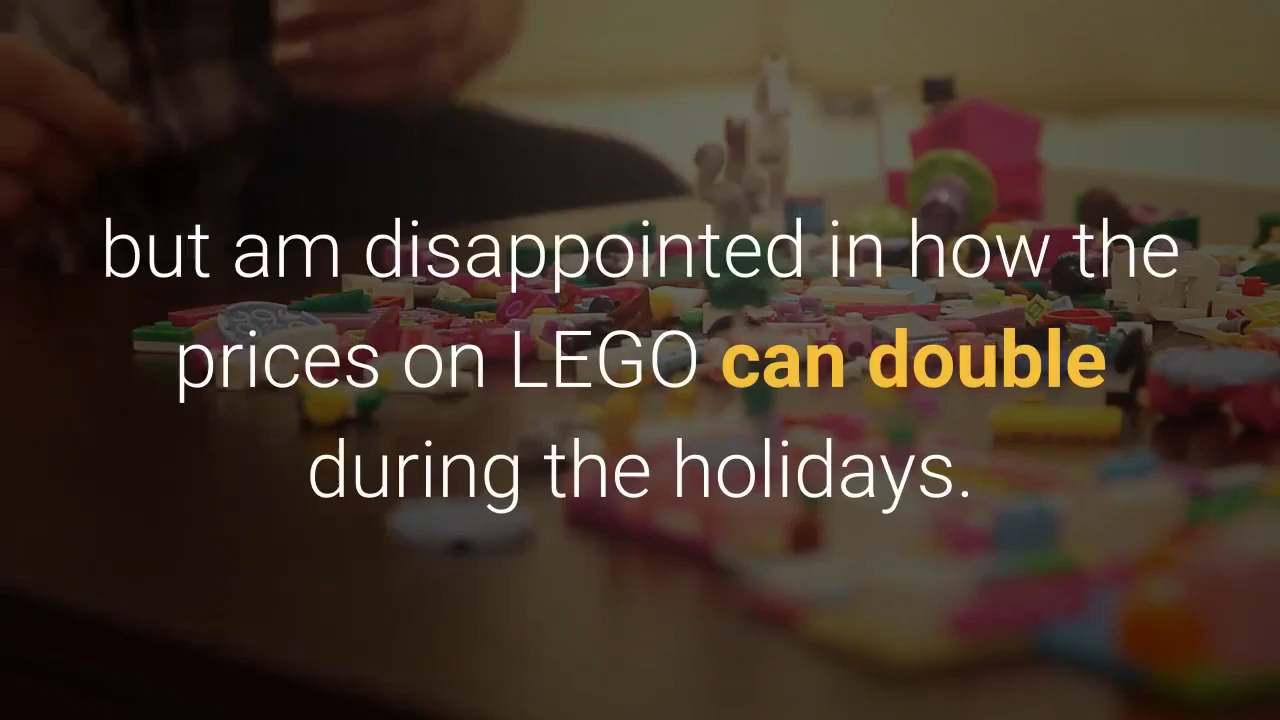 but am disappointed in how the
prices on LEGO can double
during the holidays.